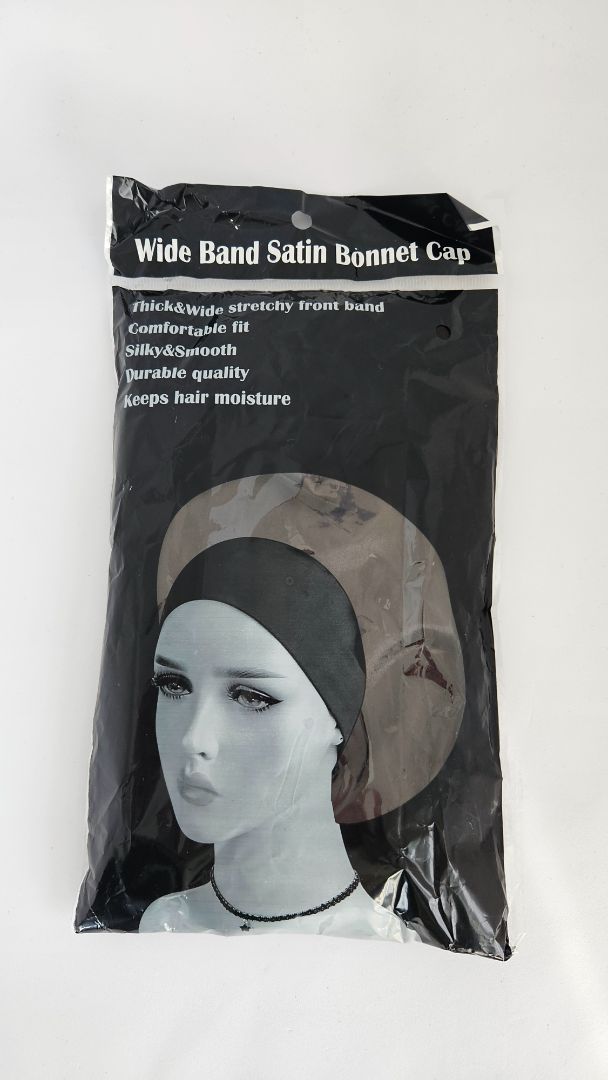 Wide Band Satin Bonnet Cap
Thick&Wide stretchy front band
Comfortable fit
Silky&Smooth
Durable quality
Keeps hair moisture